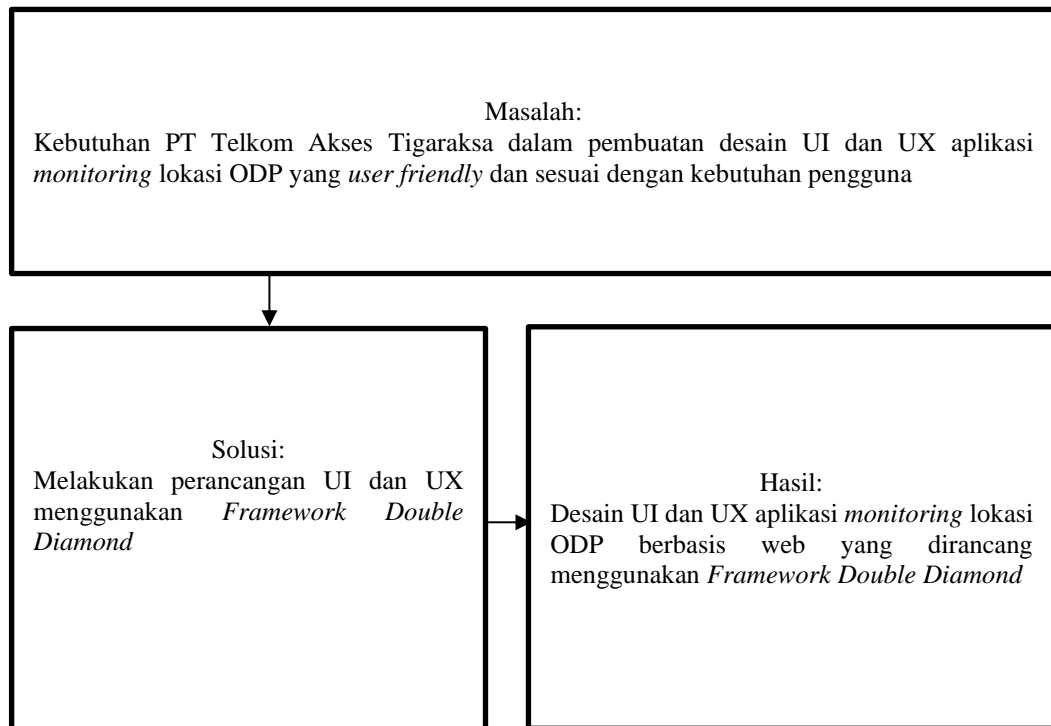 Masalah:
Kebutuhan PT Telkom Akses Tigaraksa dalam pembuatan desain UI dan UX aplikasi
monitoring lokasi ODP yang user friendly dan sesuai dengan kebutuhan pengguna
Solusi:
Melakukan perancangan UI dan UX
menggunakan Framework Double
Diamond
Hasil:
Desain UI dan UX aplikasi monitoring lokasi
ODP berbasis web yang dirancang
menggunakan Framework Double Diamond